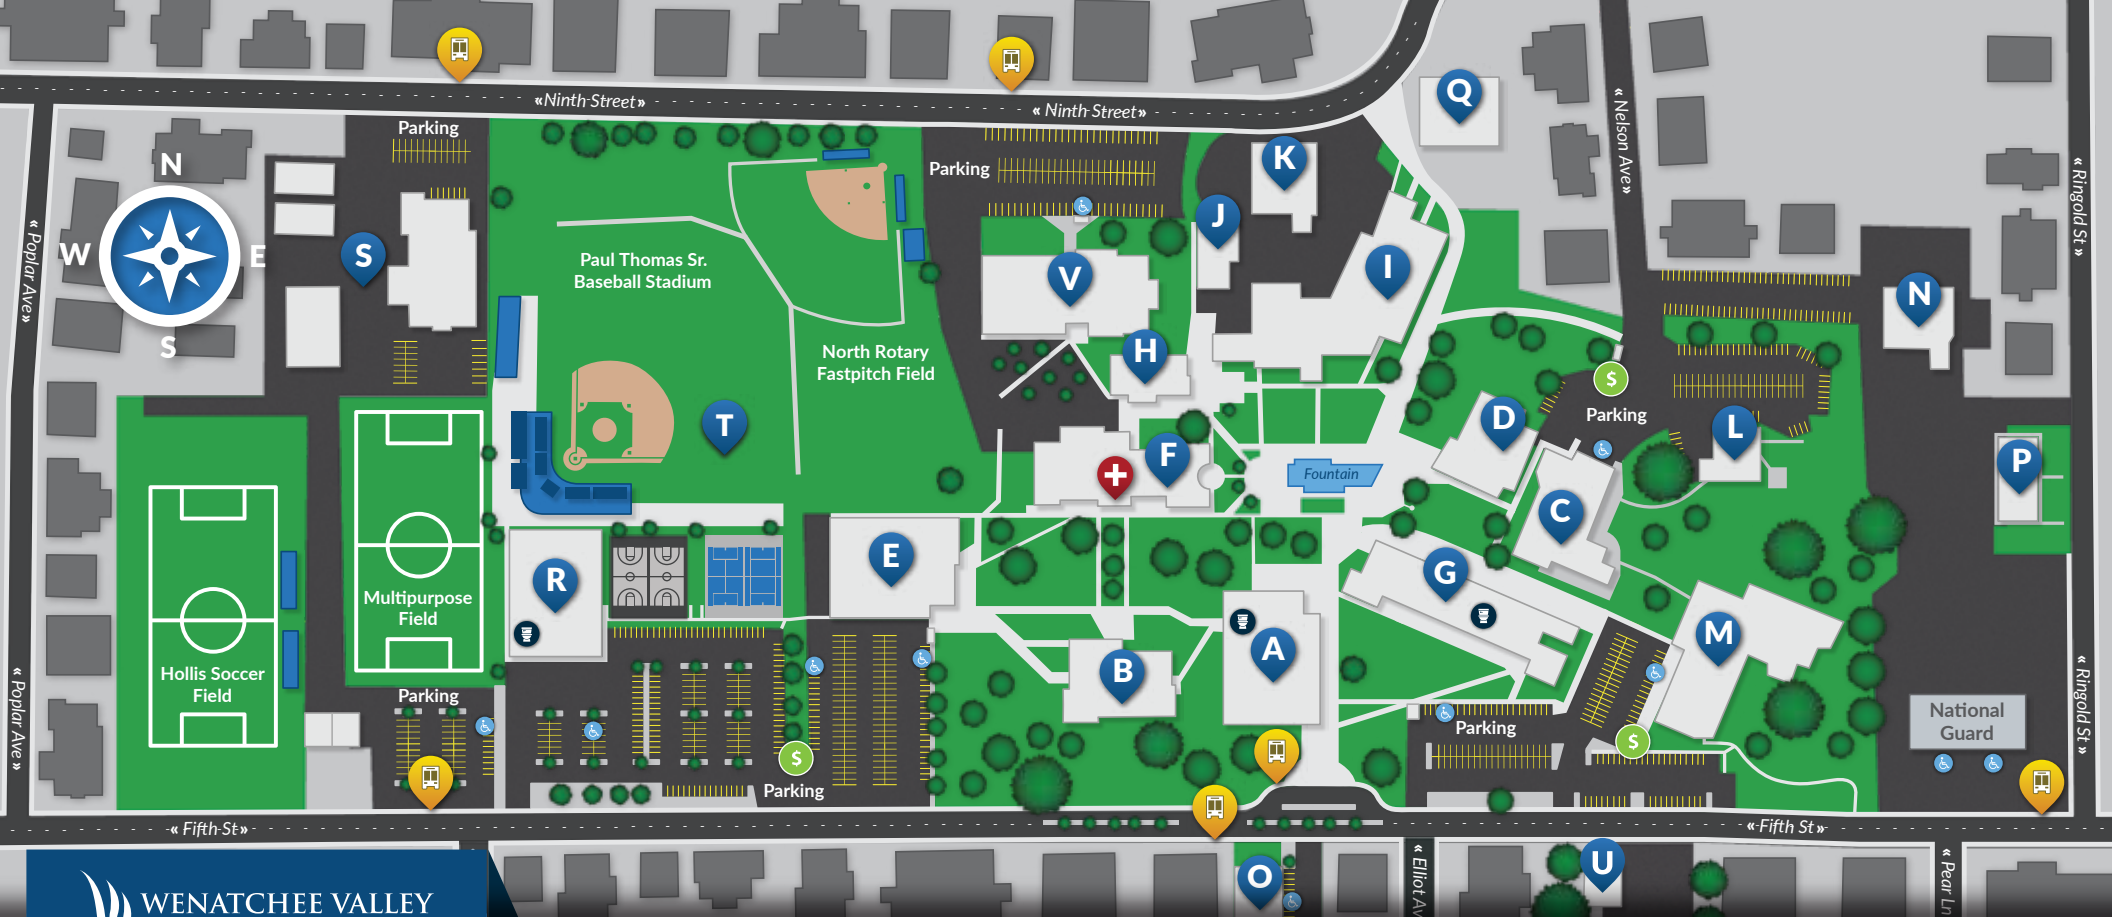 «Ninth Street»
« Ninth Street»
Q
« Nelson Ave»
« Ringold St »
« Poplar Ave »
N
W
E
S
Parking
S
Parking
K
J
I
V
H
N
Paul Thomas Sr.
Baseball Stadium
North Rotary
Fastpitch Field
T
$
Parking
D
L
F
Fountain
P
C
E
R
G
Multipurpose
Field
M
A
B
Hollis Soccer
Field
Parking
« Poplar Ave »
« Ringold St »
National
Guard
Parking
$
$
Parking
« Fifth St »
« Fifth St »
O
U
« Elliot Av
« Pear Ln
WENATCHEE VALLEY